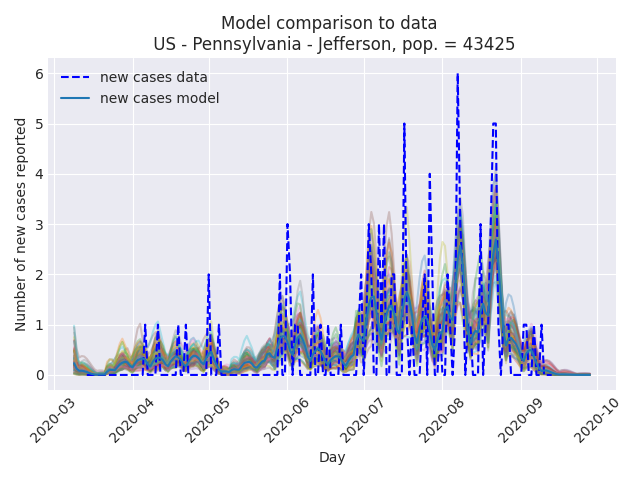 Model comparison to data
US - Pennsylvania - Jefferson, pop. = 43425
new cases data
new cases model
Number of new cases reported
6
5
4
3
2
1
0
2020-03
2020-04
2020-05
2020-06
2020-07
2020-08
2020-09
2020-10
Day